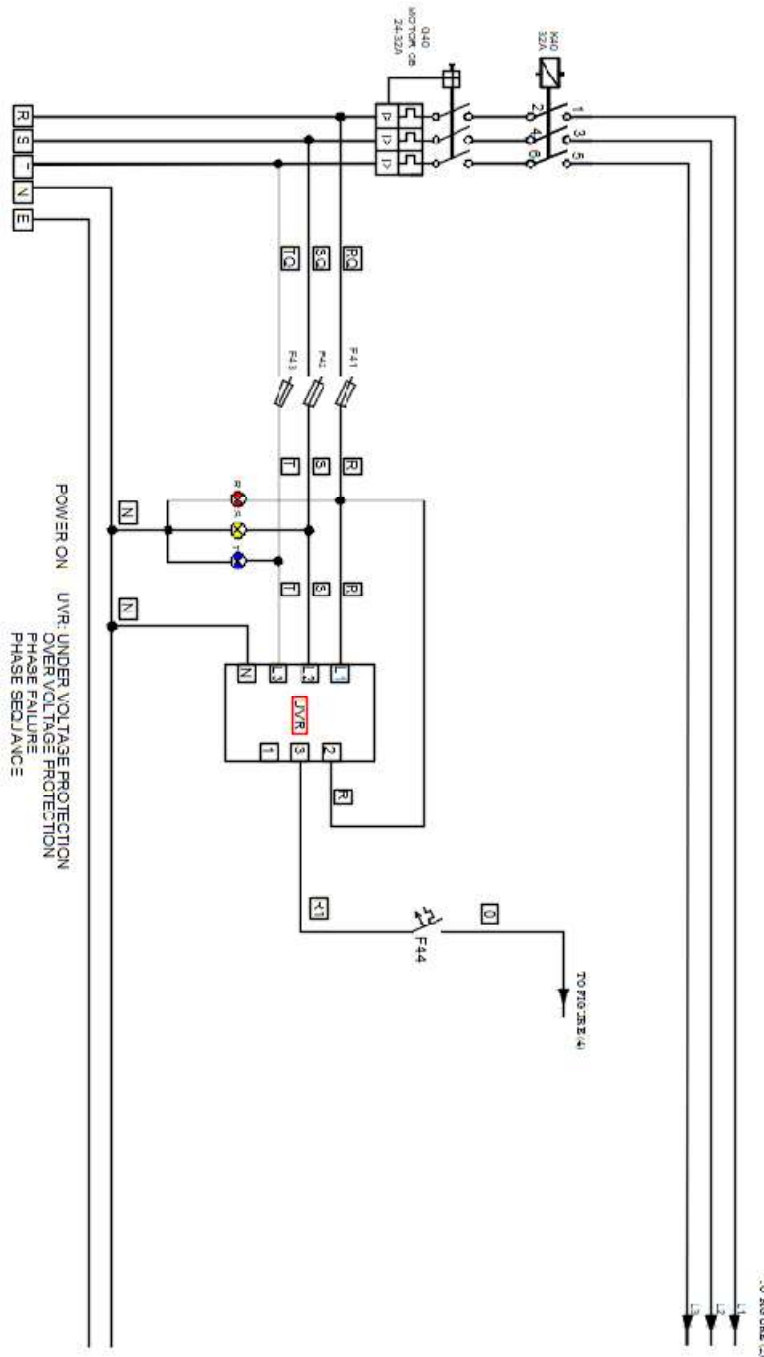 K40
32A
Q40
MOTOR CB
24-32A
1
3
5
2
4
6
I>
I>
I>
R
S
T
N
E
TQ
SQ
RQ
F43
F42
F41
T
S
R
R
N
T
S
R
N
N
L3
L2
L1
UVR
1
3
2
R
R1
0
F44
TO FIGURE(4)
L3
L2
L1
POWER ON
UVR: UNDER VOLTAGE PROTECTION
OVER VOLTAGE PROTECTION
PHASE FAILURE
PHASE SEQUANCE